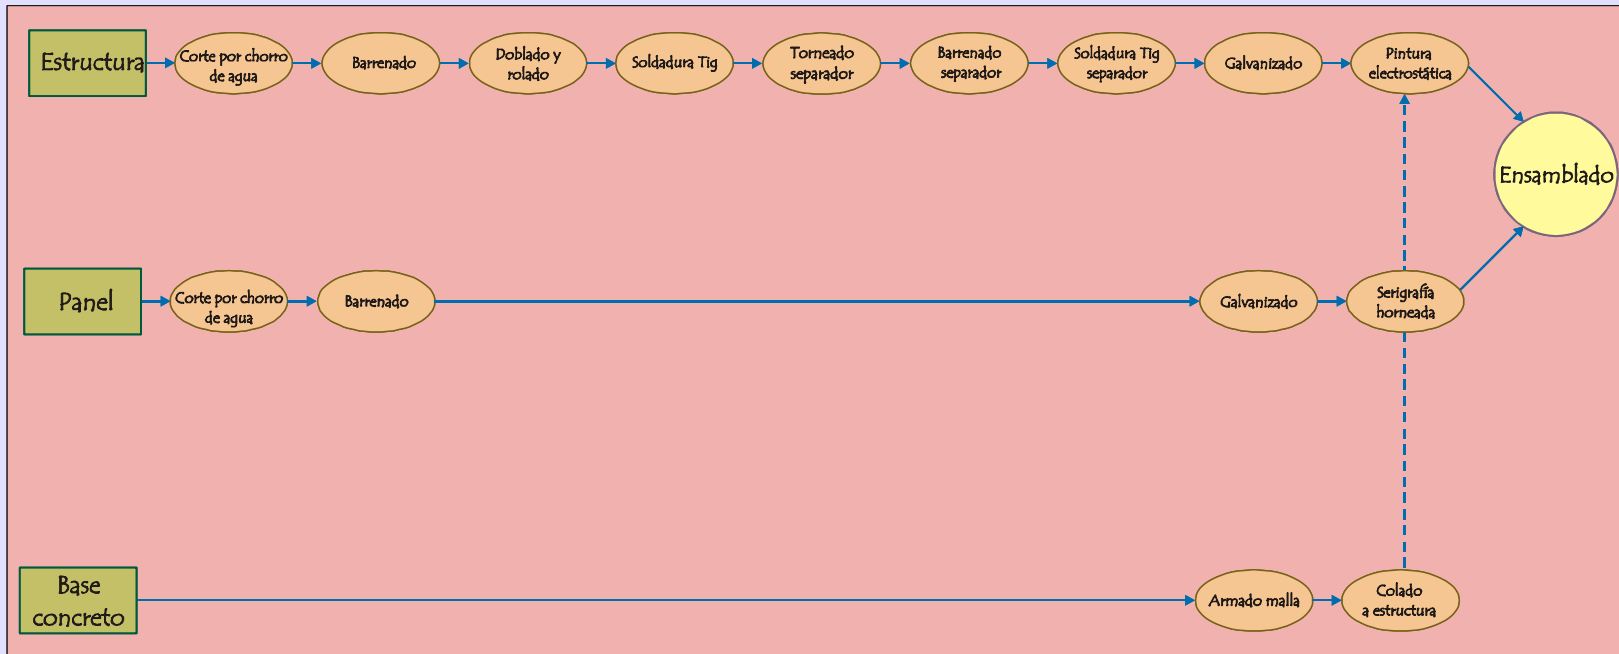 Estructura
Corte por chorro
de agua
Barrenado
Doblado y
rolado
Soldadura Tig
Torneado
separador
Barrenado
separador
Soldadura Tig
separador
Galvanizado
Pintura
electrostática
Ensamblado
Panel
Corte por chorro
de agua
Barrenado
Galvanizado
Serigrafía
horneada
Base
concreto
Armado malla
Colado
a estructura